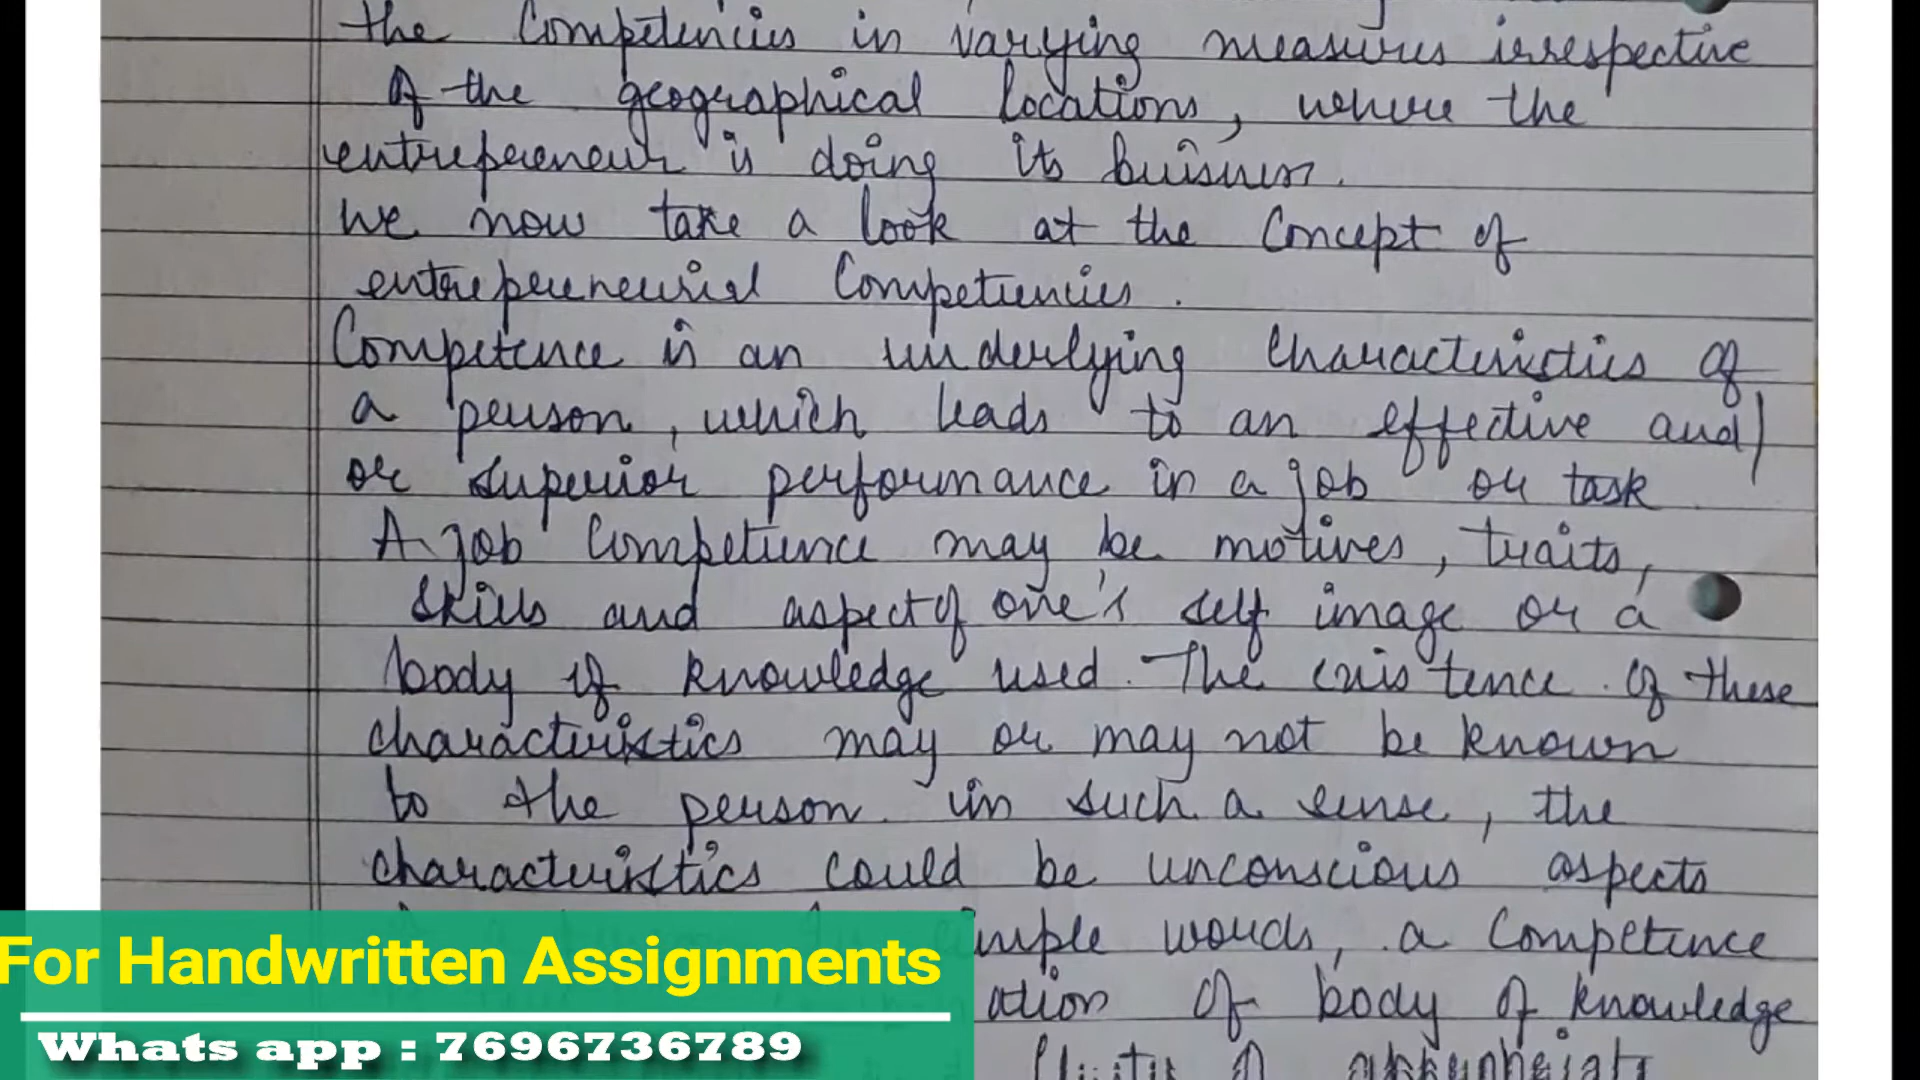 the Competencies in varying measures irrespective
of the geographical locations, where the
entrepreneur is doing its buisness.
We now take a look at the Concept of
entrepreneurial Competencies.
Competence is an underlying characteristics of
a person, which leads to an effective and/
or superior performance in a job or task
A job Competence may be motives, traits,
skills and aspect of one's self image or a
body of knowledge used. The existence of these
characteristics may or may not be known
to the person. in such a sense, the
characteristics could be unconscious aspects
simple words, a Competence
ation of body of knowledge
For Handwritten Assignments
Whats app : 7696736789